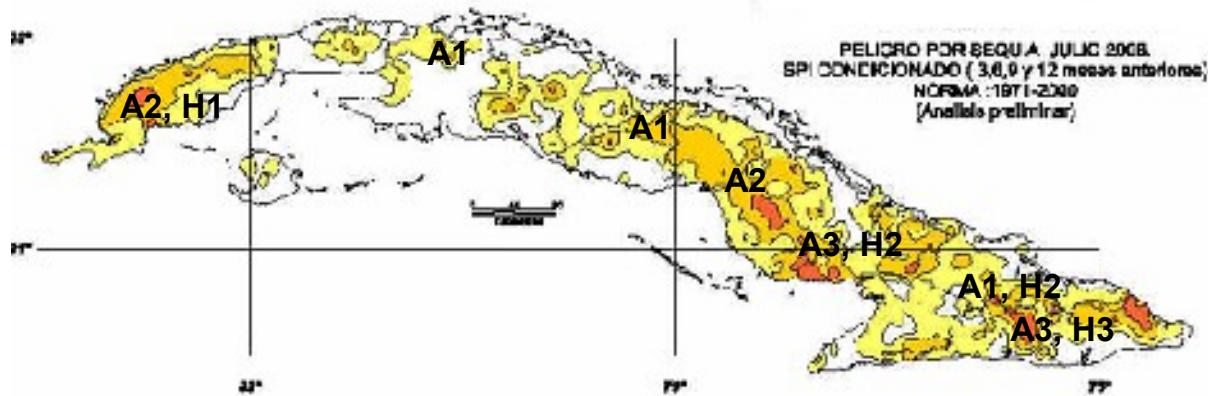 PELIGRO POR SEQUIA. JULIO 2006.
SPI CONDICIONADO ( 3,6,9 y 12 meses anteriores)
NORMA :1971-2000
(Analisis preliminar)
A1
A2, H1
A1
A2
A3, H2
A1, H2
A3, H3